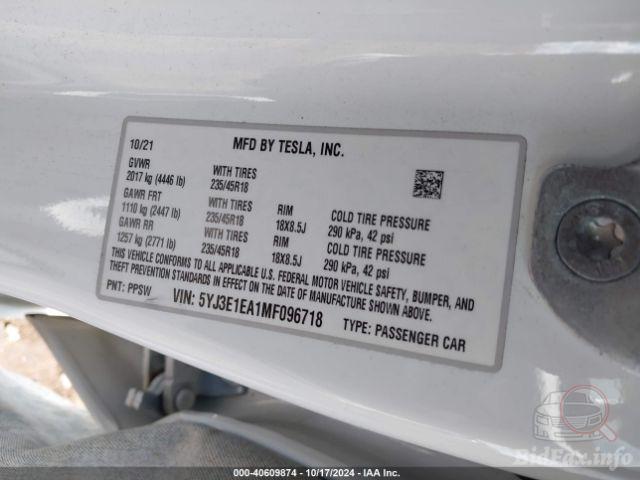 10/21 MFD BY TESLA, INC.
GVWR WITH TIRES
2017 kg (4446 lb) 235/45R18
GAWR FRT WITH TIRES RIM COLD TIRE PRESSURE
1110 kg (2447 lb) 235/45R18 18X8.5J 290 kPa, 42 psi
GAWR RR WITH TIRES RIM COLD TIRE PRESSURE
1257 kg (2771 lb) 235/45R18 18X8.5J 290 kPa, 42 psi
THIS VEHICLE CONFORMS TO ALL APPLICABLE U.S. FEDERAL MOTOR VEHICLE SAFETY, BUMPER, AND
THEFT PREVENTION STANDARDS IN EFFECT ON THE DATE OF MANUFACTURE SHOWN ABOVE.
PNT: PPSW VIN: 5YJ3E1EA1MF096718 TYPE: PASSENGER CAR
BidFax.info
000-40609874 - 10/17/2024 - IAA Inc.